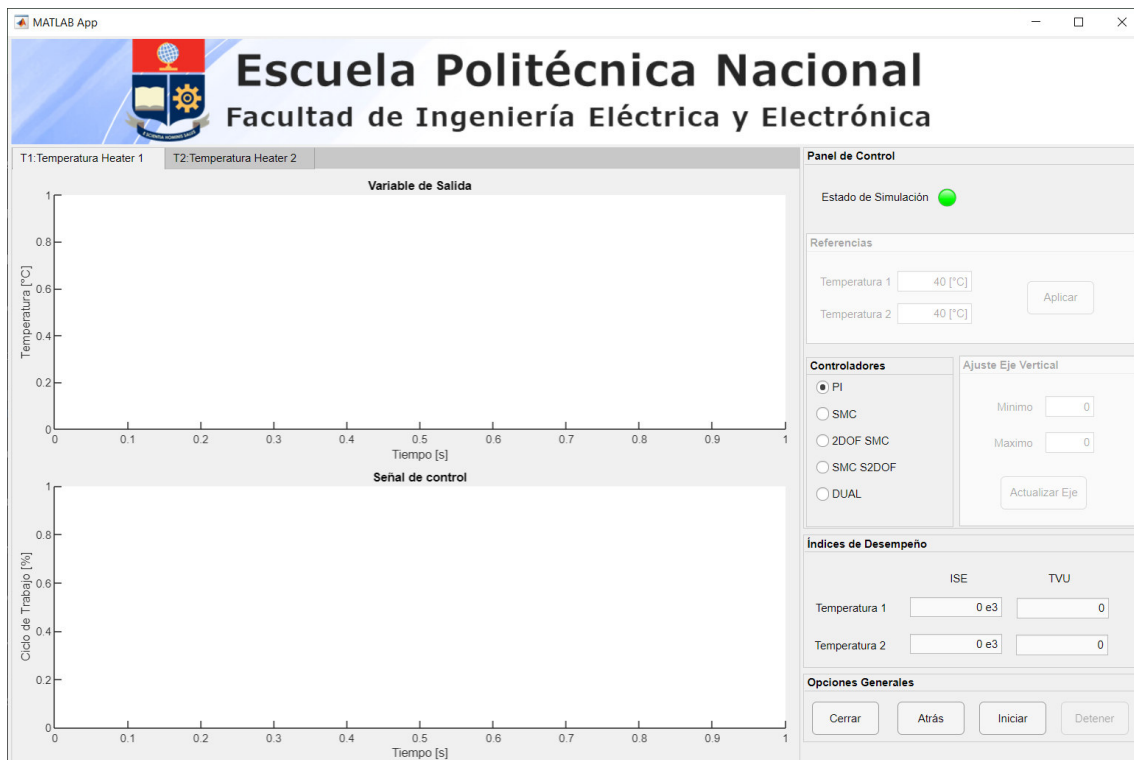 MATLAB App
Escuela Politécnica Nacional
Facultad de Ingeniería Eléctrica y Electrónica
E SCIENTIA HOMINIS SALUS
T1:Temperatura Heater 1
T2:Temperatura Heater 2
Variable de Salida
Temperatura [°C]
1
0.8
0.6
0.4
0.2
0
0 0.1 0.2 0.3 0.4 0.5 0.6 0.7 0.8 0.9 1
Tiempo [s]
Señal de control
Ciclo de Trabajo [%]
1
0.8
0.6
0.4
0.2
0
0 0.1 0.2 0.3 0.4 0.5 0.6 0.7 0.8 0.9 1
Tiempo [s]
Panel de Control
Estado de Simulación
Referencias
Temperatura 1 40 [°C]
Temperatura 2 40 [°C]
Aplicar
Controladores
PI
SMC
2DOF SMC
SMC S2DOF
DUAL
Ajuste Eje Vertical
Minimo 0
Maximo 0
Actualizar Eje
Índices de Desempeño
ISE TVU
Temperatura 1 0 e3 0
Temperatura 2 0 e3 0
Opciones Generales
Cerrar Atrás Iniciar Detener